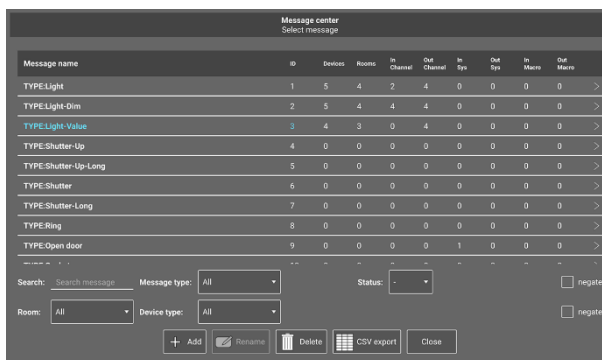 Message center
Select message
Message name ID Devices Rooms In Channel Out Channel In Sys Out Sys In Macro Out Macro
TYPE:Light 1 5 4 2 4 0 0 0 0 >
TYPE:Light-Dim 2 5 4 4 4 0 0 0 0 >
TYPE:Light-Value 3 4 3 0 4 0 0 0 0 >
TYPE:Shutter-Up 4 0 0 0 0 0 0 0 0 >
TYPE:Shutter-Up-Long 5 0 0 0 0 0 0 0 0 >
TYPE:Shutter 6 0 0 0 0 0 0 0 0 >
TYPE:Shutter-Long 7 0 0 0 0 0 0 0 0 >
TYPE:Ring 8 0 0 0 0 0 0 0 0 >
TYPE:Open door 9 0 0 0 0 1 0 0 0 >
Search: Search message Message type: All Status: - negate
Room: All Device type: All negate
+ Add Rename Delete CSV export Close